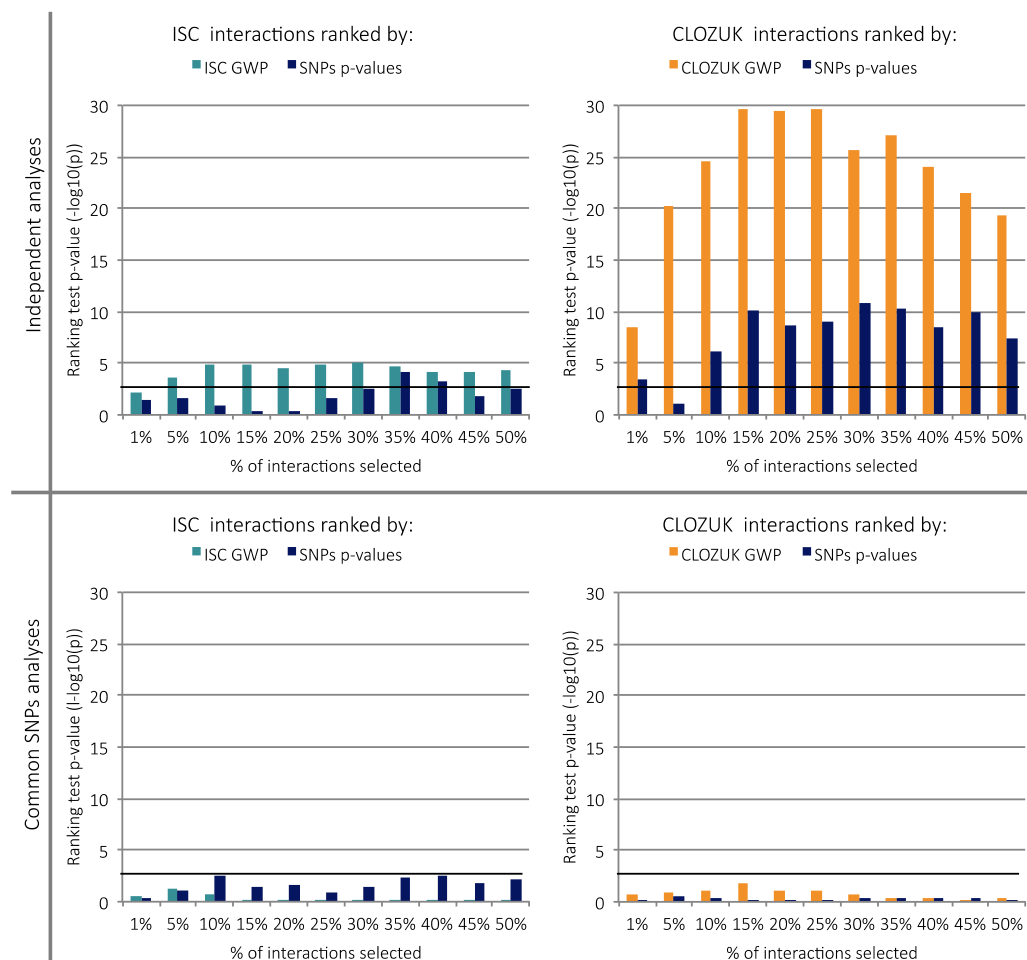 Independent analyses
ISC interactions ranked by:
ISC GWP SNPs p-values
Ranking test p-value (-log10(p))
30
25
20
15
10
5
0
1% 5% 10% 15% 20% 25% 30% 35% 40% 45% 50%
% of interactions selected
CLOZUK interactions ranked by:
CLOZUK GWP SNPs p-values
Ranking test p-value (-log10(p))
30
25
20
15
10
5
0
1% 5% 10% 15% 20% 25% 30% 35% 40% 45% 50%
% of interactions selected
Common SNPs analyses
ISC interactions ranked by:
ISC GWP SNPs p-values
Ranking test p-value (l-log10(p))
30
25
20
15
10
5
0
1% 5% 10% 15% 20% 25% 30% 35% 40% 45% 50%
% of interactions selected
CLOZUK interactions ranked by:
CLOZUK GWP SNPs p-values
Ranking test p-value (-log10(p))
30
25
20
15
10
5
0
1% 5% 10% 15% 20% 25% 30% 35% 40% 45% 50%
% of interactions selected